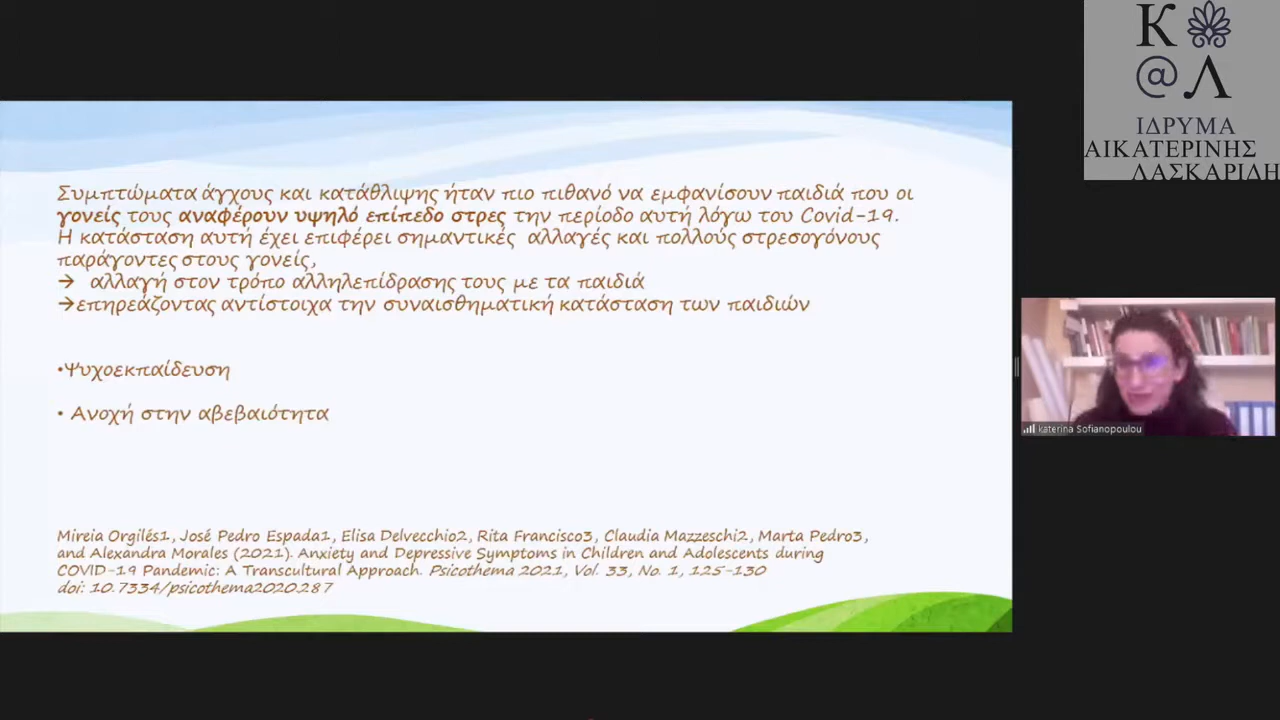 Κ
@ Λ
ΙΔΡΥΜΑ
ΑΙΚΑΤΕΡΙΝΗΣ
ΛΑΣΚΑΡΙΔΗ
Συμπτώματα άγχους και κατάθλιψης ήταν πιο πιθανό να εμφανίσουν παιδιά που οι
γονείς τους αναφέρουν υψηλό επίπεδο στρες την περίοδο αυτή λόγω του Covid-19.
Η κατάσταση αυτή έχει επιφέρει σημαντικές αλλαγές και πολλούς στρεσογόνους
παράγοντες στους γονείς,
→ αλλαγή στον τρόπο αλληλεπίδρασης τους με τα παιδιά
→επηρεάζοντας αντίστοιχα την συναισθηματική κατάσταση των παιδιών
•Ψυχοεκπαίδευση
• Ανοχή στην αβεβαιότητα
Mireia Orgilés1, José Pedro Espada1, Elisa Delvecchio2, Rita Francisco3, Claudia Mazzeschi2, Marta Pedro3,
and Alexandra Morales (2021). Anxiety and Depressive Symptoms in Children and Adolescents during
COVID-19 Pandemic: A Transcultural Approach. Psicothema 2021, Vol. 33, No. 1, 125-130
doi: 10.7334/psicothema2020.287
katerina Sofianopoulou